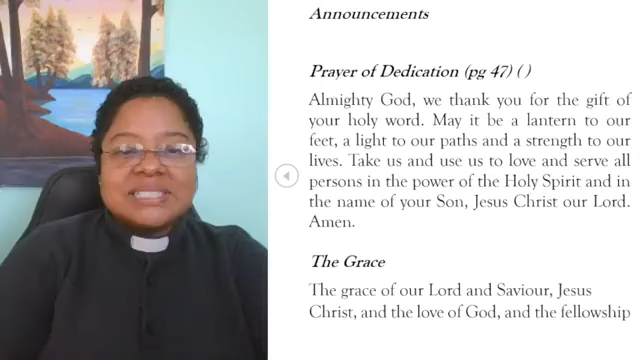 Announcements
Prayer of Dedication (pg 47) ( )
Almighty God, we thank you for the gift of
your holy word. May it be a lantern to our
feet, a light to our paths and a strength to our
lives. Take us and use us to love and serve all
persons in the power of the Holy Spirit and in
the name of your Son, Jesus Christ our Lord.
Amen.
The Grace
The grace of our Lord and Saviour, Jesus
Christ, and the love of God, and the fellowship